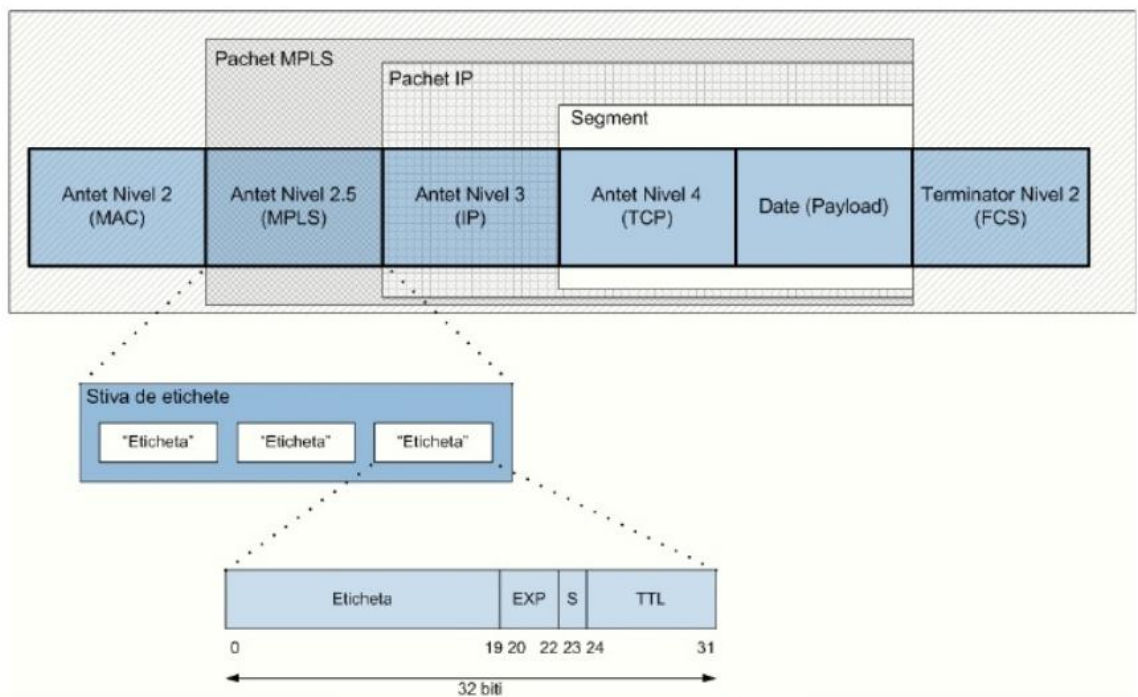 Pachet MPLS
Pachet IP
Segment
Antet Nivel 2
(MAC)
Antet Nivel 2.5
(MPLS)
Antet Nivel 3
(IP)
Antet Nivel 4
(TCP)
Date (Payload)
Terminator Nivel 2
(FCS)
Stiva de etichete
"Eticheta"
"Eticheta"
"Eticheta"
Eticheta
EXP
S
TTL
0
19
20
22
23
24
31
32 biti